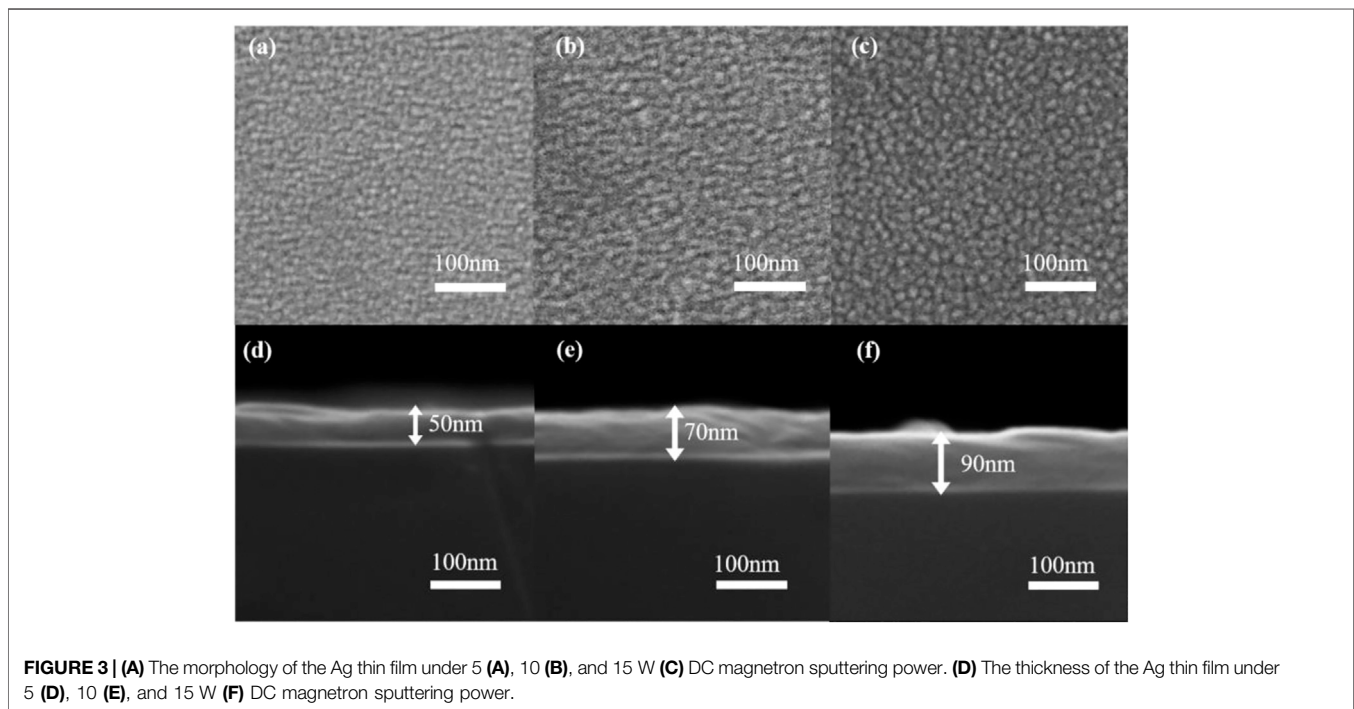 (a)
(b)
(c)
100nm
100nm
100nm
(d)
(e)
(f)
50nm
70nm
90nm
100nm
100nm
100nm
FIGURE 3 | (A) The morphology of the Ag thin film under 5 (A), 10 (B), and 15 W (C) DC magnetron sputtering power. (D) The thickness of the Ag thin film under
5 (D), 10 (E), and 15 W (F) DC magnetron sputtering power.